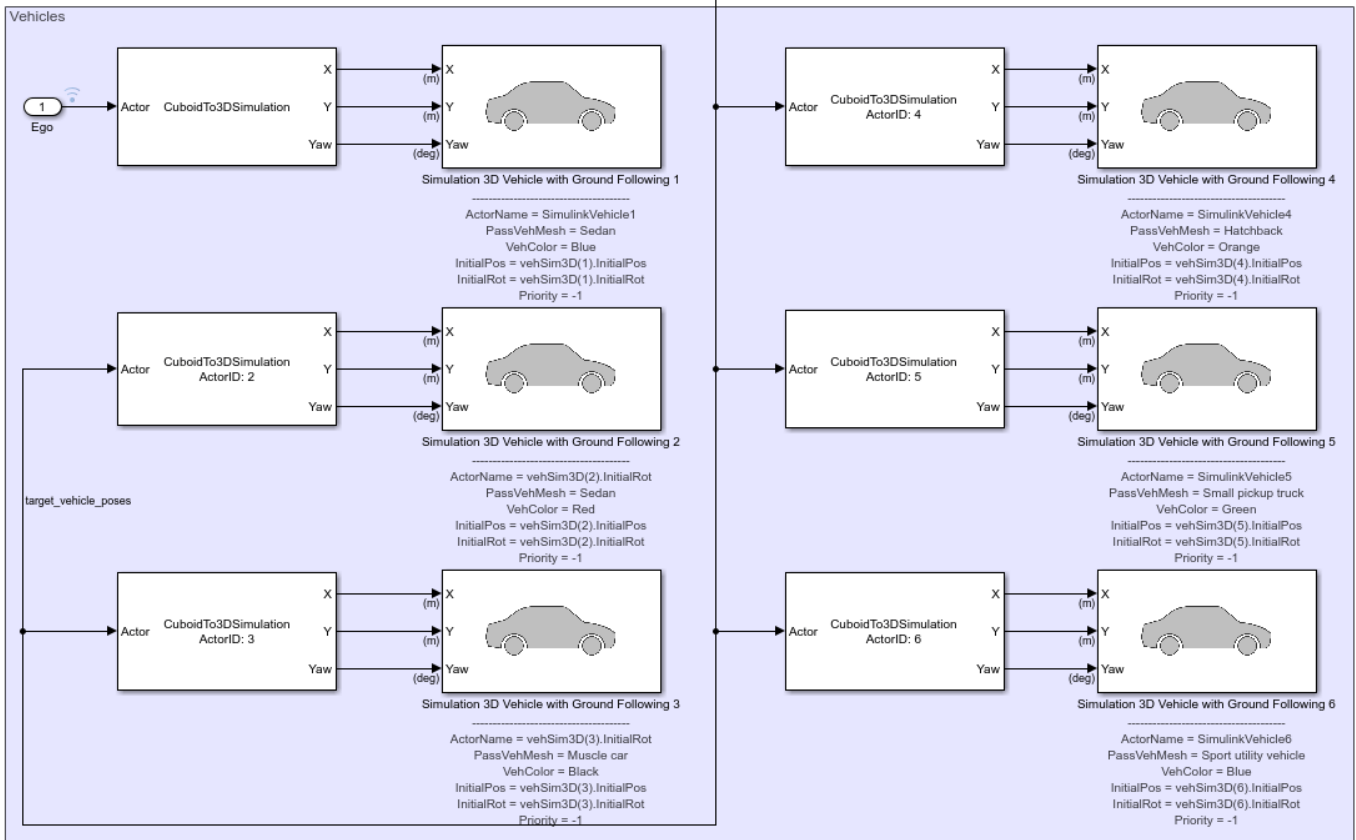 Vehicles
1
Ego
Actor
CuboidTo3DSimulation
X
Y
Yaw
(m)
(m)
(deg)
X
Y
Yaw
Simulation 3D Vehicle with Ground Following 1
----------------------------------------
ActorName = SimulinkVehicle1
PassVehMesh = Sedan
VehColor = Blue
InitialPos = vehSim3D(1).InitialPos
InitialRot = vehSim3D(1).InitialRot
Priority = -1
Actor
CuboidTo3DSimulation
ActorID: 2
X
Y
Yaw
(m)
(m)
(deg)
X
Y
Yaw
Simulation 3D Vehicle with Ground Following 2
----------------------------------------
ActorName = vehSim3D(2).InitialRot
PassVehMesh = Sedan
VehColor = Red
InitialPos = vehSim3D(2).InitialPos
InitialRot = vehSim3D(2).InitialRot
Priority = -1
target_vehicle_poses
Actor
CuboidTo3DSimulation
ActorID: 3
X
Y
Yaw
(m)
(m)
(deg)
X
Y
Yaw
Simulation 3D Vehicle with Ground Following 3
----------------------------------------
ActorName = vehSim3D(3).InitialRot
PassVehMesh = Muscle car
VehColor = Black
InitialPos = vehSim3D(3).InitialPos
InitialRot = vehSim3D(3).InitialRot
Priority = -1
Actor
CuboidTo3DSimulation
ActorID: 4
X
Y
Yaw
(m)
(m)
(deg)
X
Y
Yaw
Simulation 3D Vehicle with Ground Following 4
----------------------------------------
ActorName = SimulinkVehicle4
PassVehMesh = Hatchback
VehColor = Orange
InitialPos = vehSim3D(4).InitialPos
InitialRot = vehSim3D(4).InitialRot
Priority = -1
Actor
CuboidTo3DSimulation
ActorID: 5
X
Y
Yaw
(m)
(m)
(deg)
X
Y
Yaw
Simulation 3D Vehicle with Ground Following 5
----------------------------------------
ActorName = SimulinkVehicle5
PassVehMesh = Small pickup truck
VehColor = Green
InitialPos = vehSim3D(5).InitialPos
InitialRot = vehSim3D(5).InitialRot
Priority = -1
Actor
CuboidTo3DSimulation
ActorID: 6
X
Y
Yaw
(m)
(m)
(deg)
X
Y
Yaw
Simulation 3D Vehicle with Ground Following 6
----------------------------------------
ActorName = SimulinkVehicle6
PassVehMesh = Sport utility vehicle
VehColor = Blue
InitialPos = vehSim3D(6).InitialPos
InitialRot = vehSim3D(6).InitialRot
Priority = -1